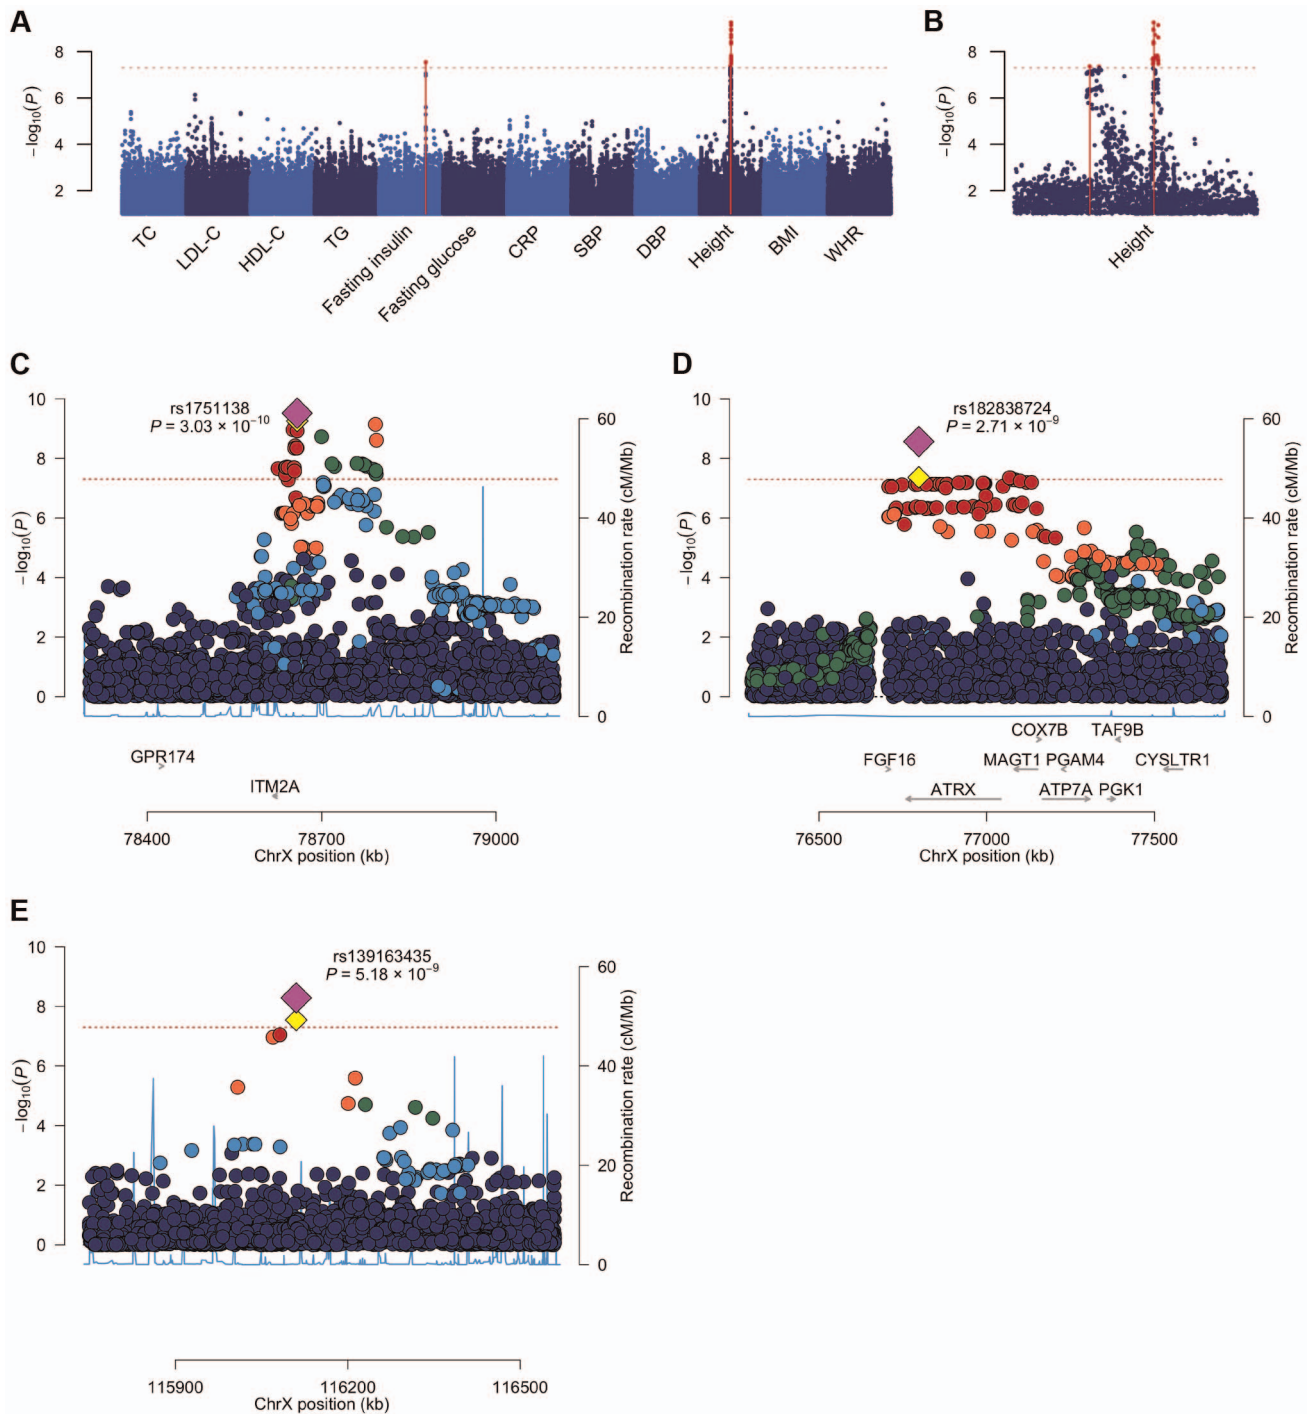 A
8
6
4
2
−log10(P)
TC
LDL-C
HDL-C
TG
Fasting insulin
Fasting glucose
CRP
SBP
DBP
Height
BMI
WHR
B
8
6
4
2
−log10(P)
Height
C
10
8
6
4
2
0
−log10(P)
rs1751138
P = 3.03 × 10−10
60
40
20
0
Recombination rate (cM/Mb)
GPR174
ITM2A
78400 78700 79000
ChrX position (kb)
D
10
8
6
4
2
0
−log10(P)
rs182838724
P = 2.71 × 10−9
60
40
20
0
Recombination rate (cM/Mb)
COX7B TAF9B
FGF16 MAGT1 PGAM4 CYSLTR1
ATRX ATP7A PGK1
76500 77000 77500
ChrX position (kb)
E
10
8
6
4
2
0
−log10(P)
rs139163435
P = 5.18 × 10−9
60
40
20
0
Recombination rate (cM/Mb)
115900 116200 116500
ChrX position (kb)